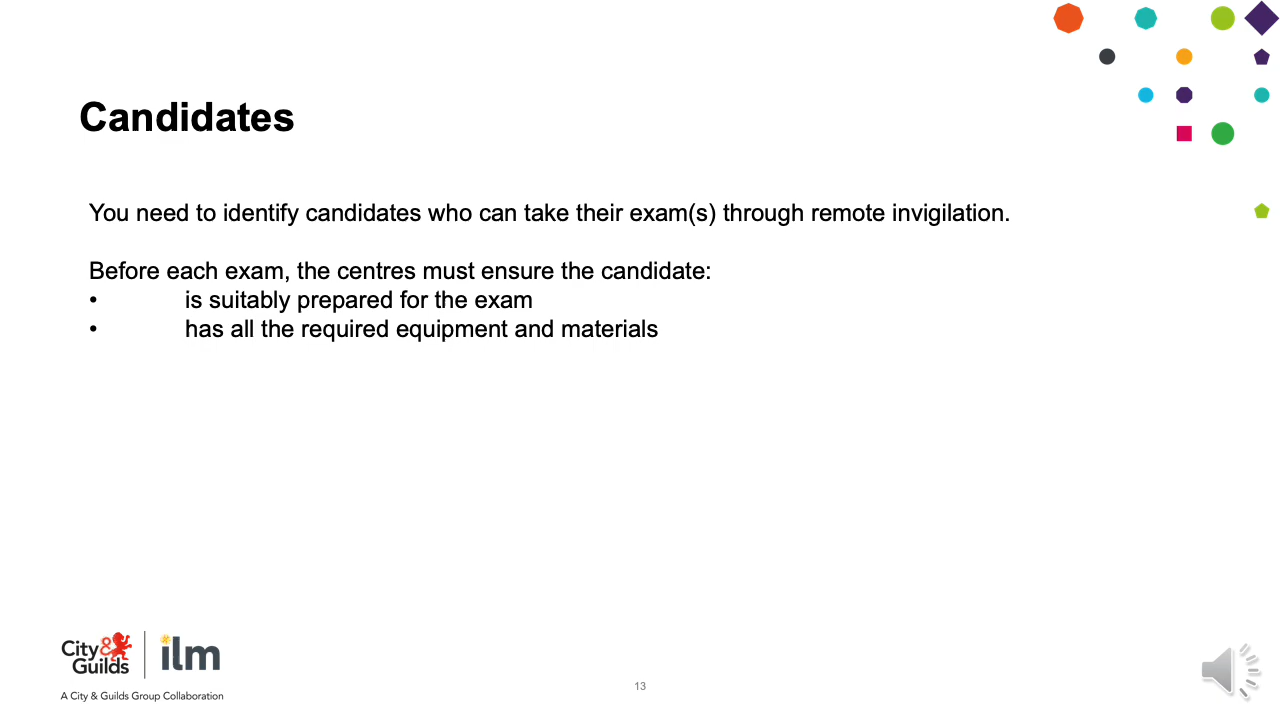 Candidates
You need to identify candidates who can take their exam(s) through remote invigilation.
Before each exam, the centres must ensure the candidate:
• is suitably prepared for the exam
• has all the required equipment and materials
City & Guilds
ilm
A City & Guilds Group Collaboration
13